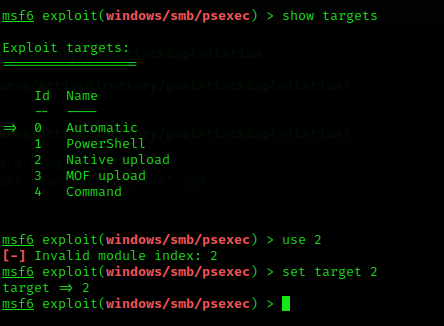 msf6 exploit(windows/smb/psexec) > show targets
Exploit targets:
=================
Id Name
-- ----
=> 0 Automatic
1 PowerShell
2 Native upload
3 MOF upload
4 Command
msf6 exploit(windows/smb/psexec) > use 2
[-] Invalid module index: 2
msf6 exploit(windows/smb/psexec) > set target 2
target => 2
msf6 exploit(windows/smb/psexec) >